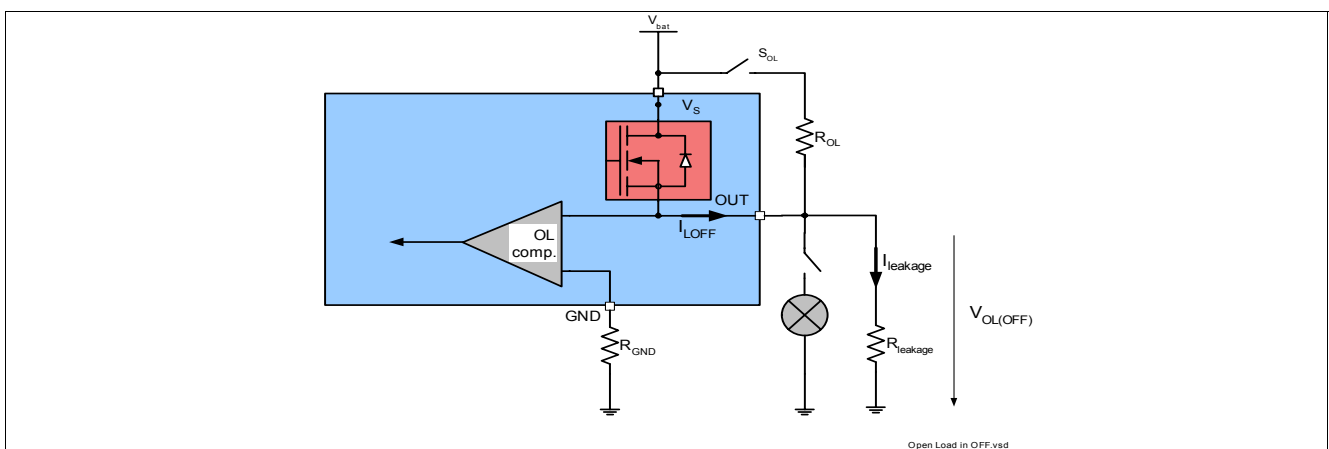 Vbat
SOL
VS
ROL
OUT
ILOFF
OL
comp.
Ileakage
VOL(OFF)
GND
RGND
Rleakage
Open Load in OFF.vsd